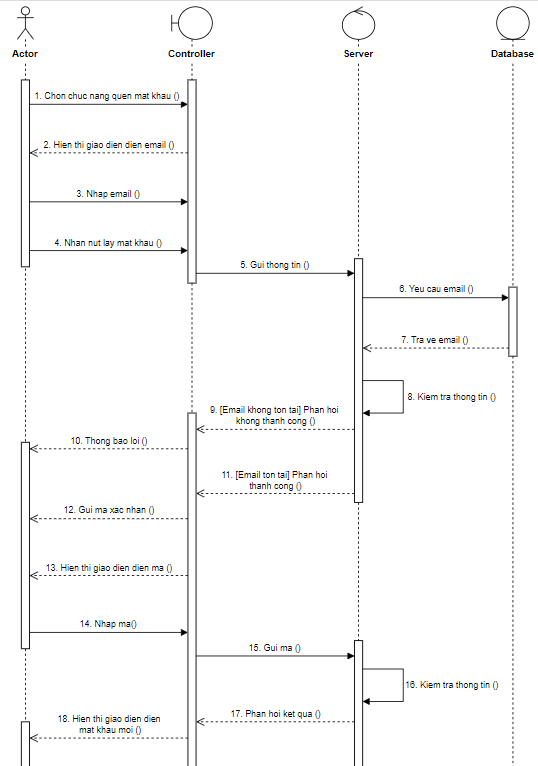 Actor
Controller
Server
Database
1. Chon chuc nang quen mat khau ()
2. Hien thi giao dien dien email ()
3. Nhap email ()
4. Nhan nut lay mat khau ()
5. Gui thong tin ()
6. Yeu cau email ()
7. Tra ve email ()
8. Kiem tra thong tin ()
9. [Email khong ton tai] Phan hoi
khong thanh cong ()
10. Thong bao loi ()
11. [Email ton tai] Phan hoi
thanh cong ()
12. Gui ma xac nhan ()
13. Hien thi giao dien dien ma ()
14. Nhap ma()
15. Gui ma ()
16. Kiem tra thong tin ()
17. Phan hoi ket qua ()
18. Hien thi giao dien dien
mat khau moi ()